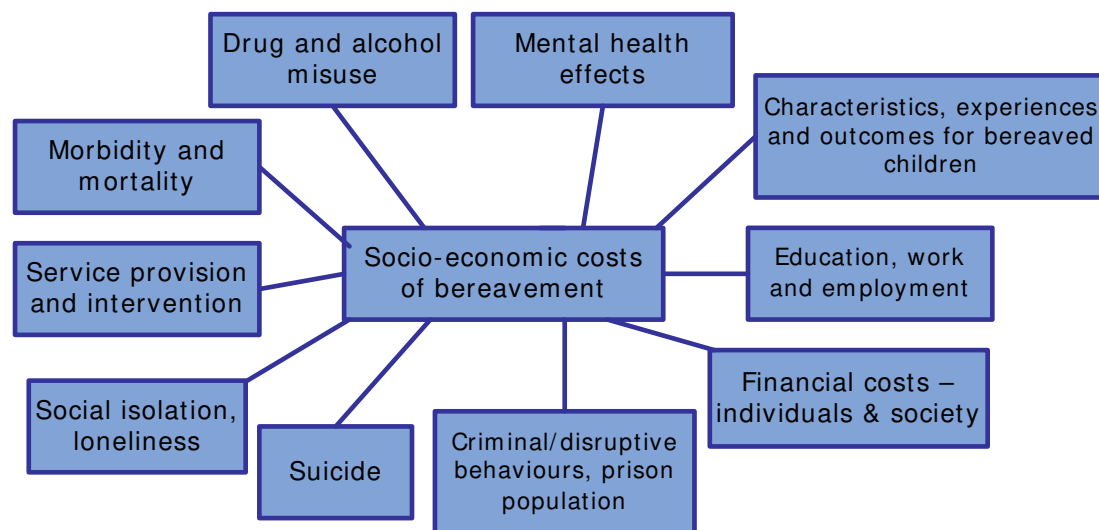 Drug and alcohol
misuse
Mental health
effects
Characteristics, experiences
and outcomes for bereaved
children
Morbidity and
mortality
Socio-economic costs
of bereavement
Service provision
and intervention
Education, work
and employment
Social isolation,
loneliness
Suicide
Criminal/disruptive
behaviours, prison
population
Financial costs –
individuals & society